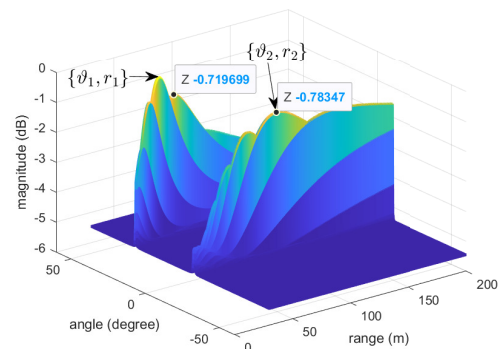 {ϑ₁, r₁}
Z -0.719699
{ϑ₂, r₂}
Z -0.78347
magnitude (dB)
0
-1
-2
-3
-4
-5
-6
angle (degree)
50
0
-50
range (m)
0
50
100
150
200